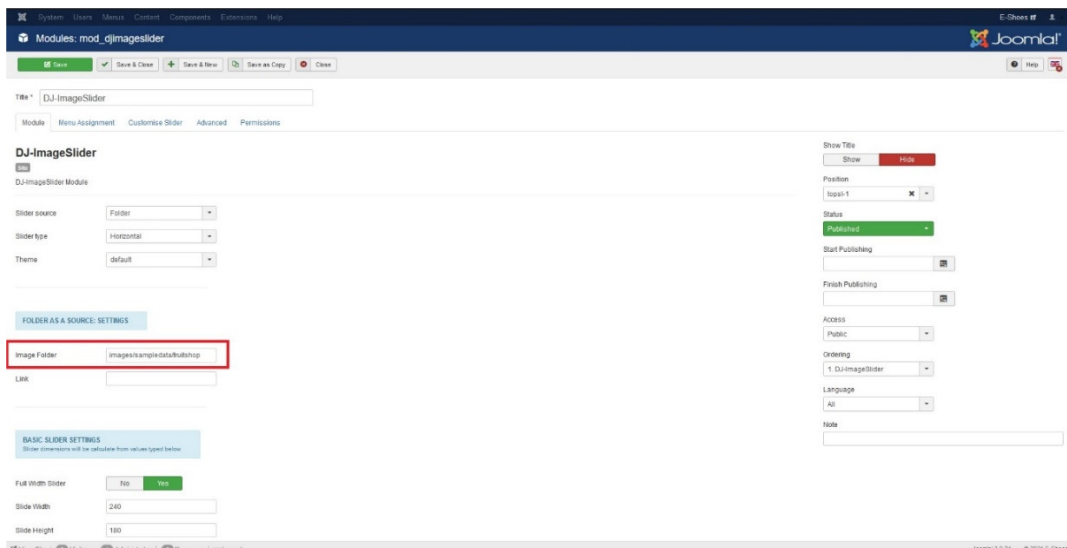 System Users Menus Content Components Extensions Help
E-Shoes
Modules: mod_djimageslider
Joomla!
Save
Save & Close
Save & New
Save as Copy
Close
Help
Title *
DJ-ImageSlider
Module
Menu Assignment
Customise Slider
Advanced
Permissions
DJ-ImageSlider
Site
DJ-ImageSlider Module
Slider source
Folder
Slider type
Horizontal
Theme
default
FOLDER AS A SOURCE: SETTINGS
Image Folder
images/sampledata/fruitshop
Link
BASIC SLIDER SETTINGS
Slider dimensions will be calculate from values typed below
Full Width Slider
No
Yes
Slide Width
240
Slide Height
180
Show Title
Show
Hide
Position
topsl-1
Status
Published
Start Publishing
Finish Publishing
Access
Public
Ordering
1. DJ-ImageSlider
Language
All
Note